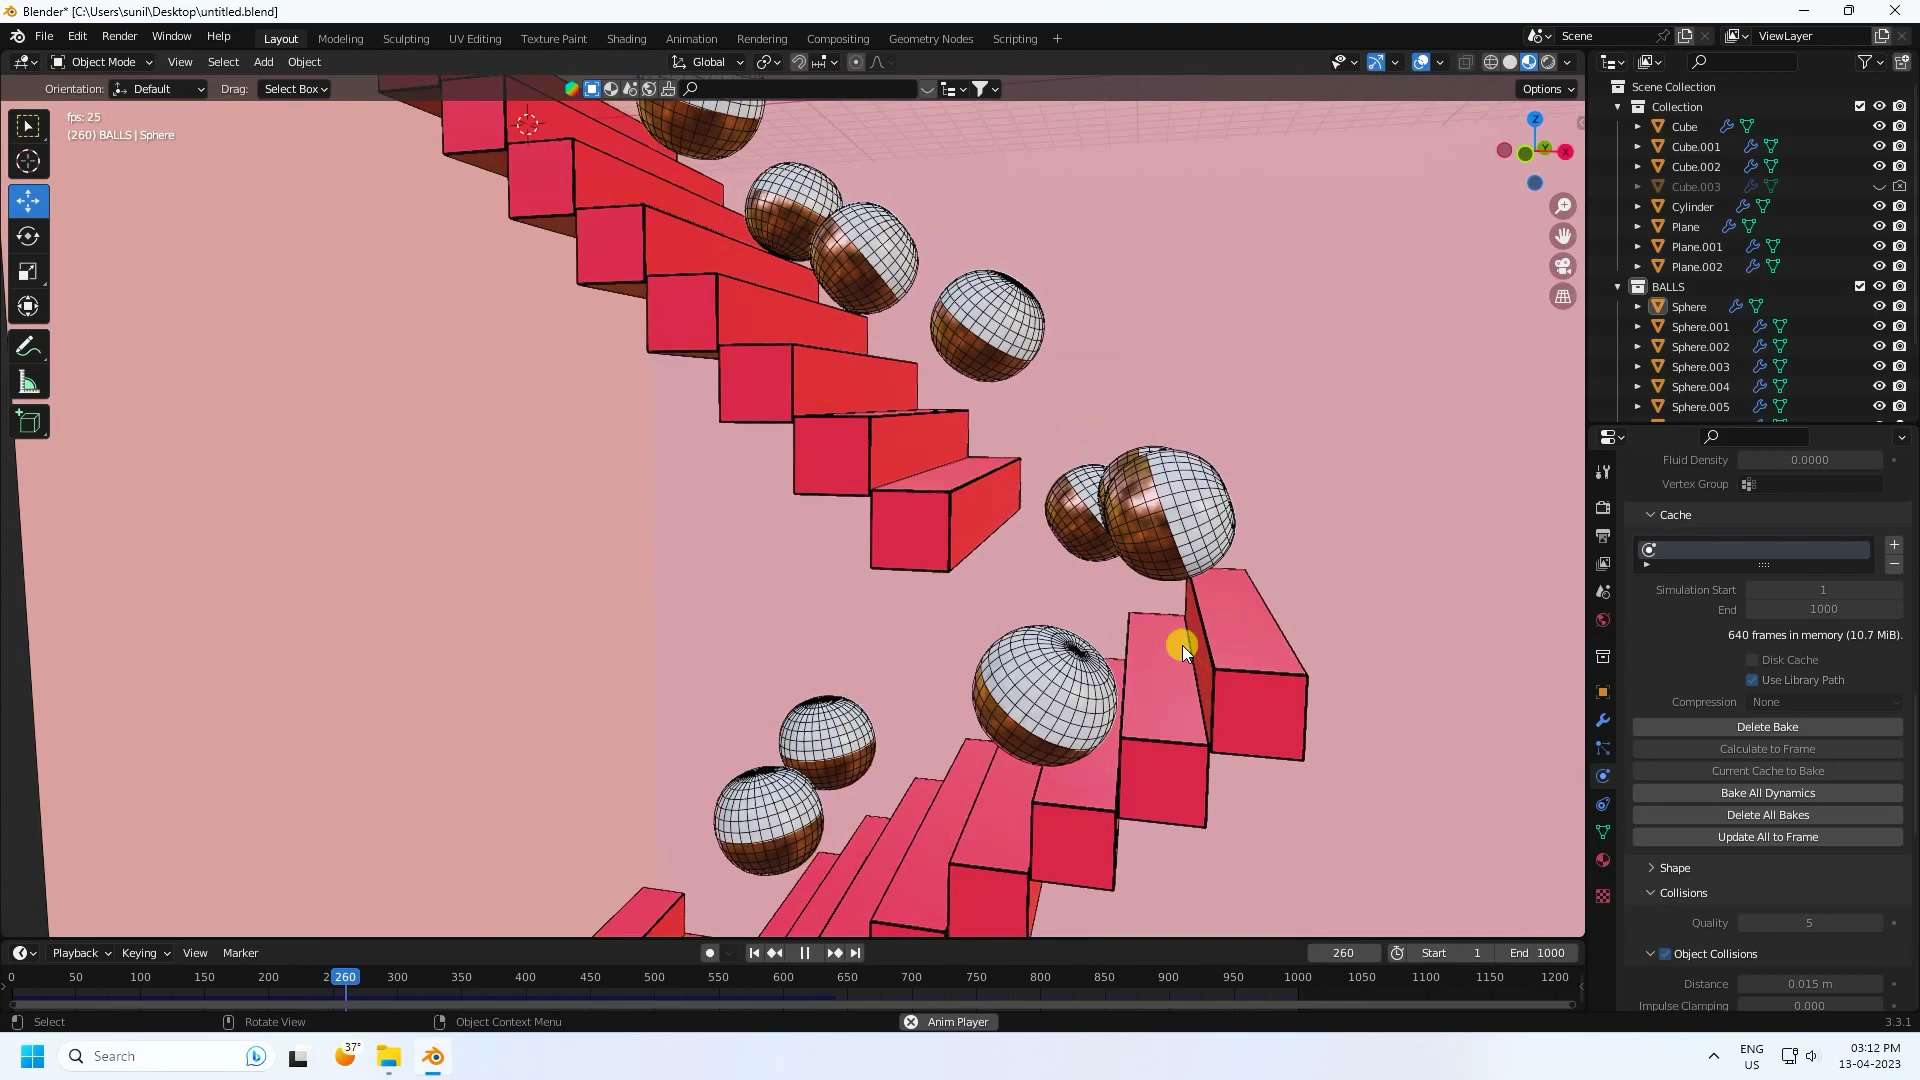 Blender* [C:\Users\sunil\Desktop\untitled.blend]
File Edit Render Window Help Layout Modeling Sculpting UV Editing Texture Paint Shading Animation Rendering Compositing Geometry Nodes Scripting + Scene ViewLayer
Object Mode View Select Add Object Global
Orientation: Default Drag: Select Box Options
fps: 25
(260) BALLS | Sphere
Z
Y
X
Scene Collection
Collection
Cube
Cube.001
Cube.002
Cube.003
Cylinder
Plane
Plane.001
Plane.002
BALLS
Sphere
Sphere.001
Sphere.002
Sphere.003
Sphere.004
Sphere.005
Fluid Density 0.0000
Vertex Group
Cache
Simulation Start 1
End 1000
640 frames in memory (10.7 MiB).
Disk Cache
Use Library Path
Compression None
Delete Bake
Calculate to Frame
Current Cache to Bake
Bake All Dynamics
Delete All Bakes
Update All to Frame
Shape
Collisions
Quality 5
Object Collisions
Distance 0.015 m
Impulse Clamping 0.000
Playback Keying View Marker 260 Start 1 End 1000
0 50 100 150 200 2 260 300 350 400 450 500 550 600 650 700 750 800 850 900 950 1000 1050 1100 1150 1200
Select Rotate View Object Context Menu Anim Player 3.3.1
Search 37° ENG US 03:12 PM 13-04-2023